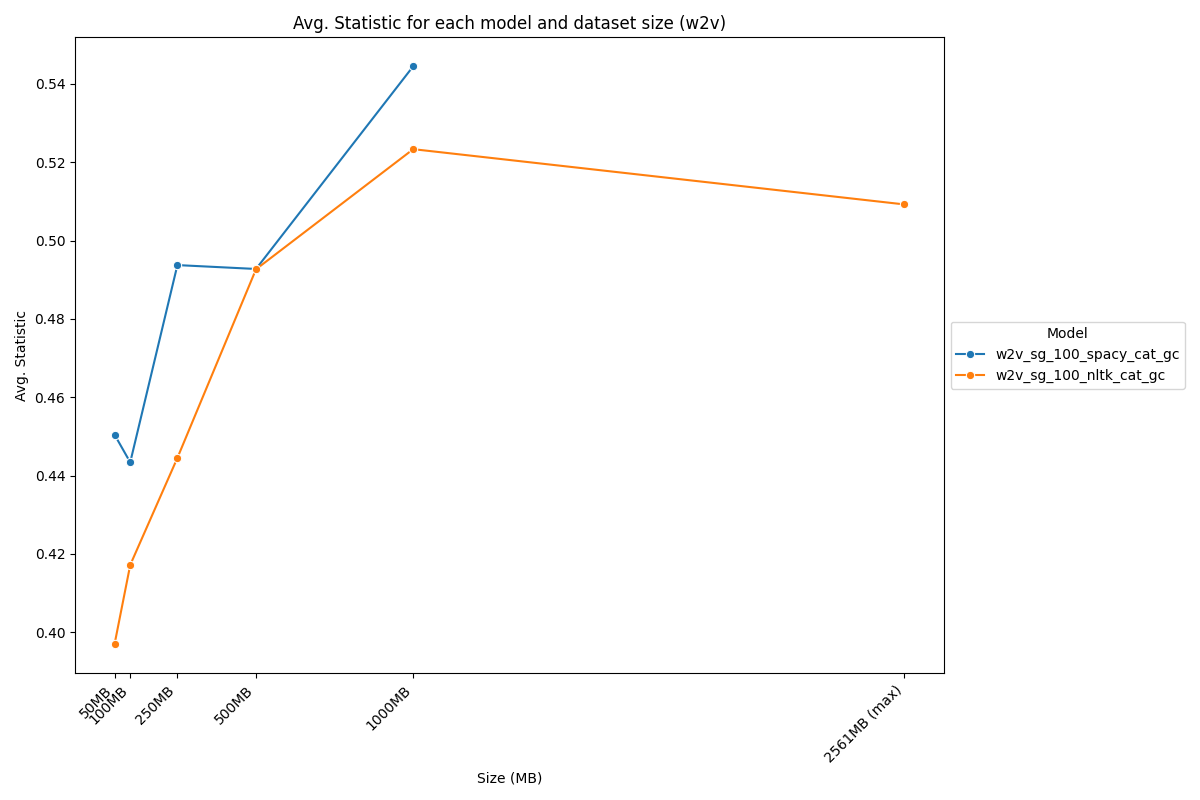 Avg. Statistic for each model and dataset size (w2v)
Avg. Statistic
0.54
0.52
0.50
0.48
0.46
0.44
0.42
0.40
50MB
100MB
250MB
500MB
1000MB
2561MB (max)
Size (MB)
Model
w2v_sg_100_spacy_cat_gc
w2v_sg_100_nltk_cat_gc